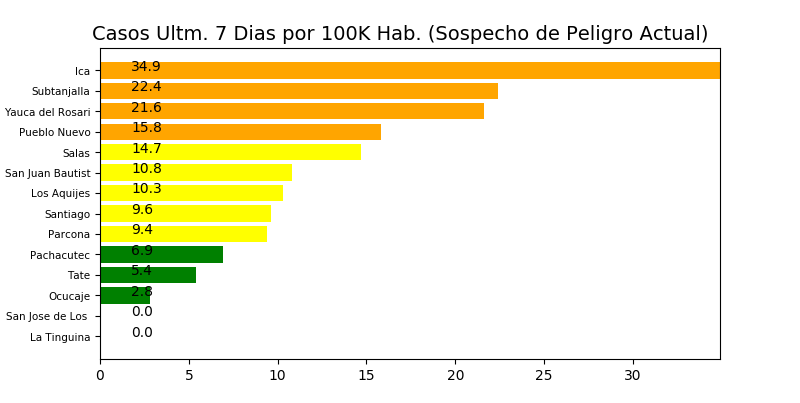 Casos Ultm. 7 Dias por 100K Hab. (Sospecho de Peligro Actual)
Ica 34.9
Subtanjalla 22.4
Yauca del Rosari 21.6
Pueblo Nuevo 15.8
Salas 14.7
San Juan Bautist 10.8
Los Aquijes 10.3
Santiago 9.6
Parcona 9.4
Pachacutec 6.9
Tate 5.4
Ocucaje 2.8
San Jose de Los 0.0
La Tinguina 0.0
0 5 10 15 20 25 30